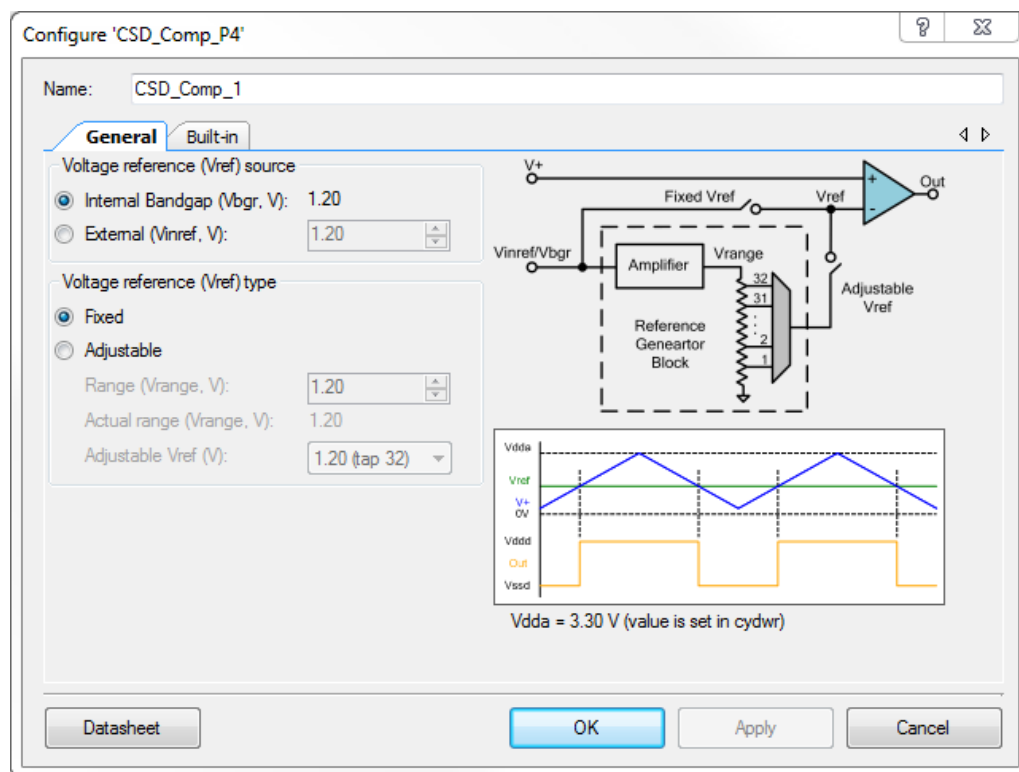 Configure 'CSD_Comp_P4'
Name: CSD_Comp_1
General Built-in
Voltage reference (Vref) source
Internal Bandgap (Vbgr, V): 1.20
External (Vinref, V): 1.20
Voltage reference (Vref) type
Fixed
Adjustable
Range (Vrange, V): 1.20
Actual range (Vrange, V): 1.20
Adjustable Vref (V): 1.20 (tap 32)
V+
+
Out
Fixed Vref
Vref
-
Vinref/Vbgr
Amplifier
Vrange
32
31
:
:
2
1
Adjustable
Vref
Reference
Geneartor
Block
Vdda
Vref
V+
0V
Vddd
Out
Vssd
Vdda = 3.30 V (value is set in cydwr)
Datasheet OK Apply Cancel